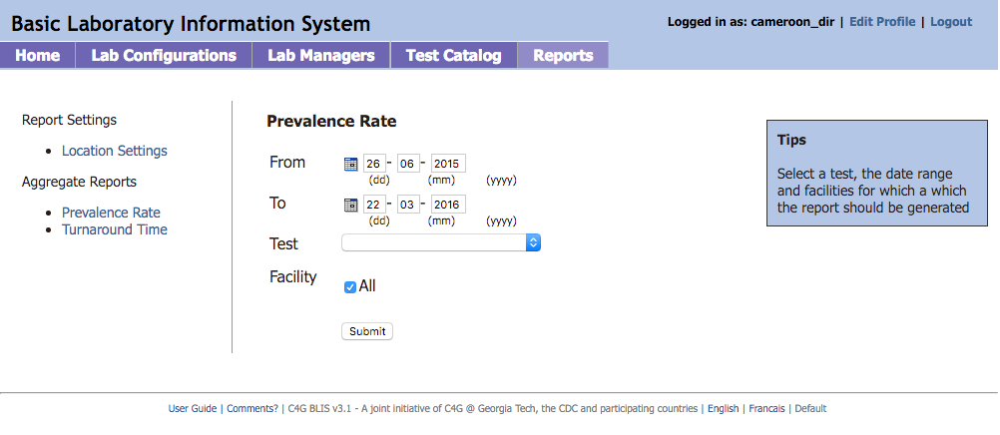 Basic Laboratory Information System
Logged in as: cameroon_dir | Edit Profile | Logout
Home Lab Configurations Lab Managers Test Catalog Reports
Report Settings
Location Settings
Aggregate Reports
Prevalence Rate
Turnaround Time
Prevalence Rate
From 26 - 06 - 2015
(dd) (mm) (yyyy)
To 22 - 03 - 2016
(dd) (mm) (yyyy)
Test
Facility All
Submit
Tips
Select a test, the date range
and facilities for which a which
the report should be generated
User Guide | Comments? | C4G BLIS v3.1 - A joint initiative of C4G @ Georgia Tech, the CDC and participating countries | English | Francais | Default